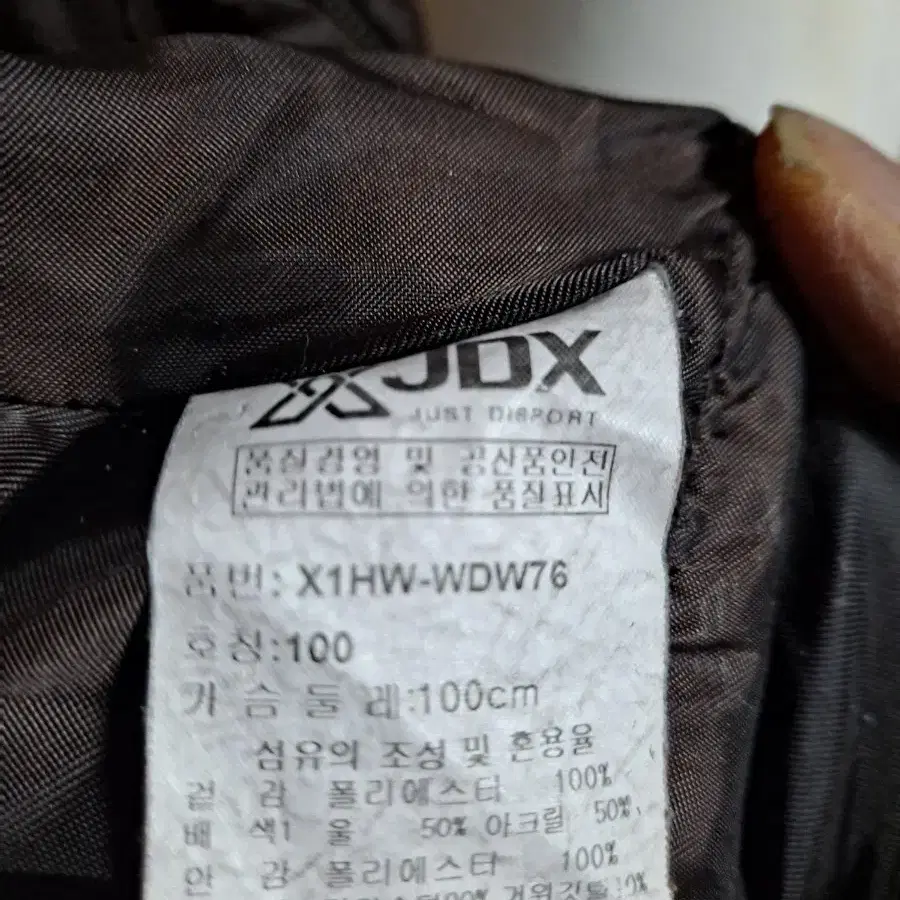 JDX
JUST DISPORT
품질경영 및 공산품안전
관리법에 의한 품질표시
품번: X1HW-WDW76
호칭:100
가슴둘레:100cm
섬유의 조성 및 혼용율
겉 감 폴리에스타 100%
배 색1 울 50% 아크릴 50%,
안 감 폴리에스타 100%